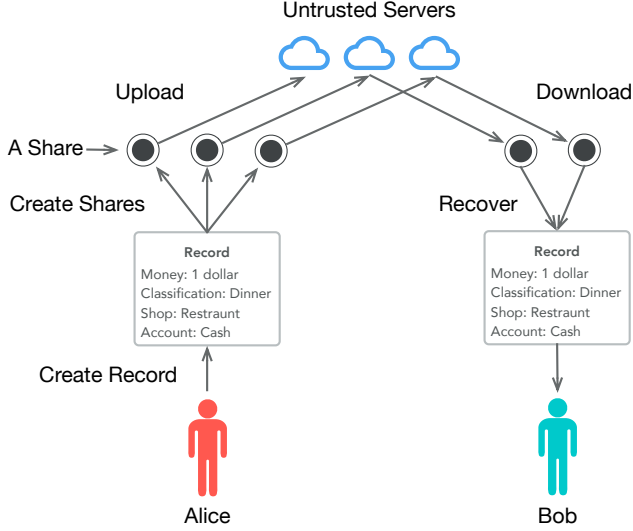 Untrusted Servers
Upload
Download
A Share
Create Shares
Recover
Record
Money: 1 dollar
Classification: Dinner
Shop: Restraunt
Account: Cash
Record
Money: 1 dollar
Classification: Dinner
Shop: Restraunt
Account: Cash
Create Record
Alice
Bob